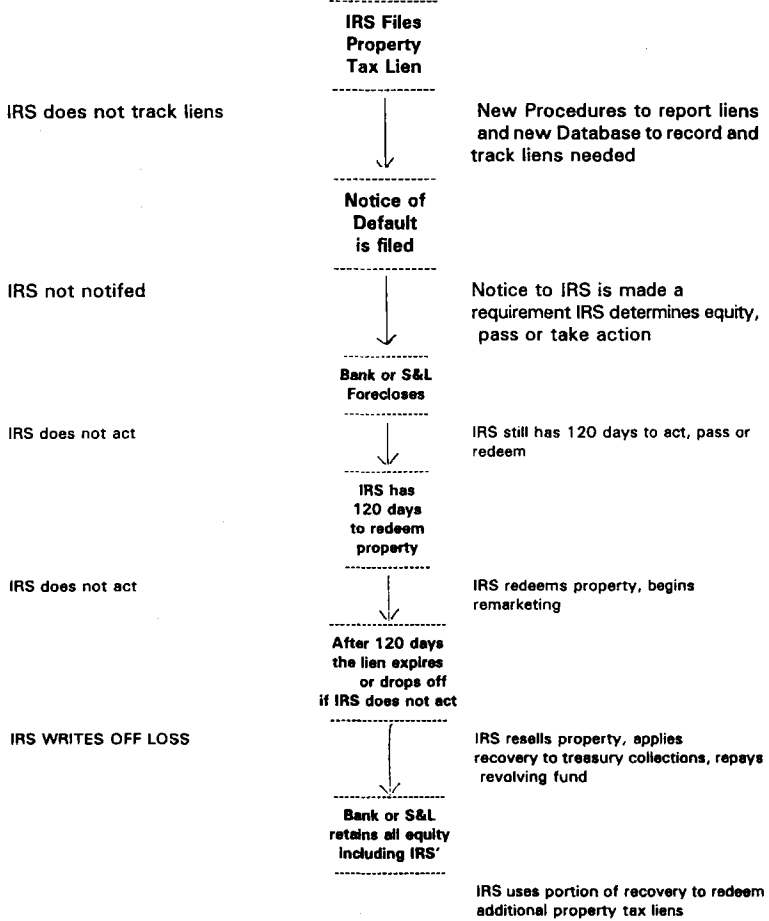 IRS Files
Property
Tax Lien
IRS does not track liens
New Procedures to report liens
and new Database to record and
track liens needed
Notice of
Default
is filed
IRS not notifed
Notice to IRS is made a
requirement IRS determines equity,
pass or take action
Bank or S&L
Forecloses
IRS does not act
IRS still has 120 days to act, pass or
redeem
IRS has
120 days
to redeem
property
IRS does not act
IRS redeems property, begins
remarketing
After 120 days
the lien expires
or drops off
if IRS does not act
IRS WRITES OFF LOSS
IRS resells property, applies
recovery to treasury collections, repays
revolving fund
Bank or S&L
retains all equity
including IRS'
IRS uses portion of recovery to redeem
additional property tax liens